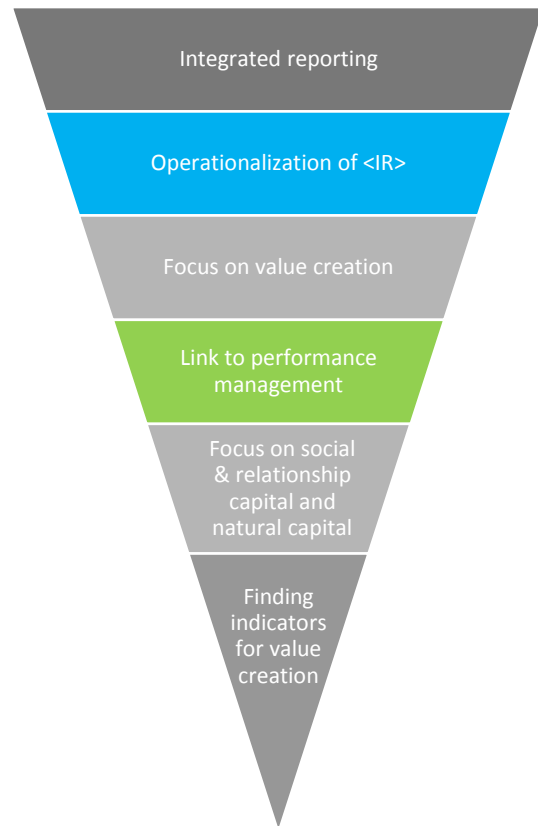 Integrated reporting
Operationalization of <IR>
Focus on value creation
Link to performance
management
Focus on social
& relationship
capital and
natural capital
Finding
indicators
for value
creation